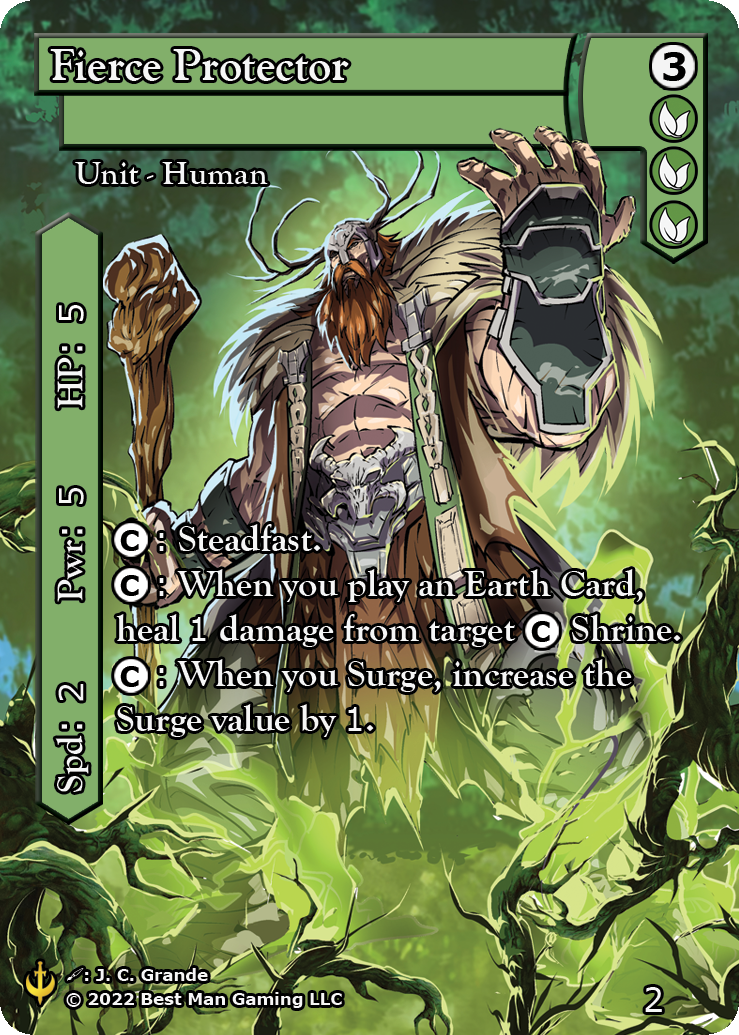 Fierce Protector
3
Unit - Human
HP: 5
Pwr: 5
Spd: 2
C : Steadfast.
C : When you play an Earth Card,
heal 1 damage from target C Shrine.
C : When you Surge, increase the
Surge value by 1.
: J. C. Grande
© 2022 Best Man Gaming LLC
2